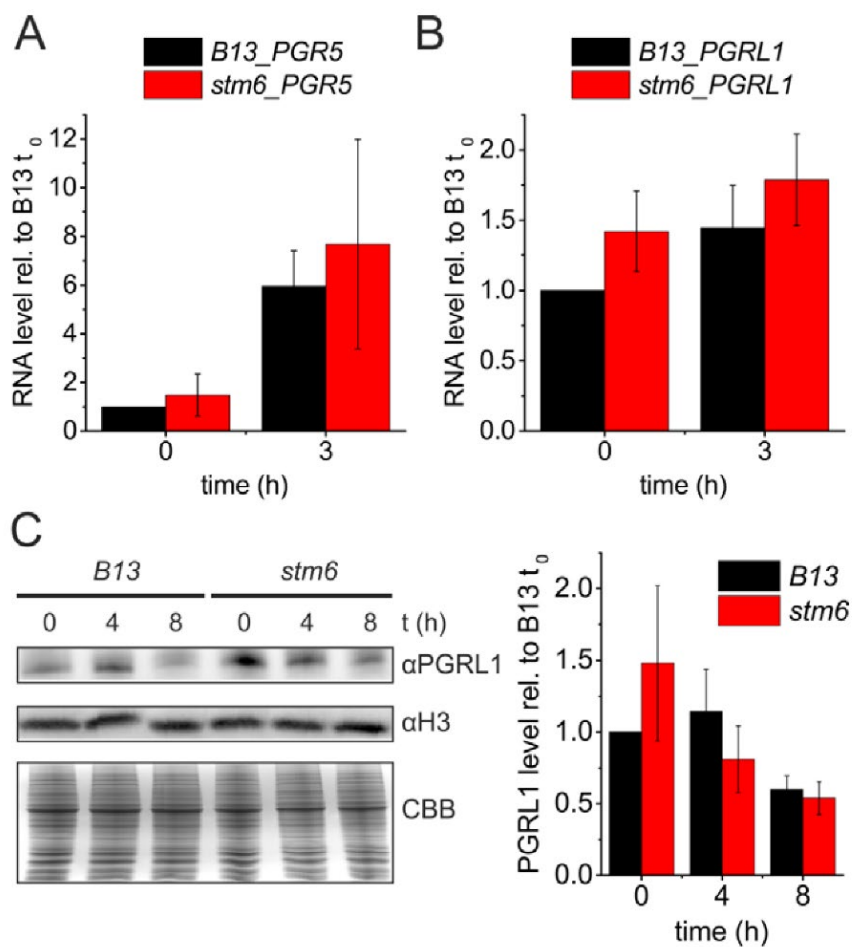 A
B13_PGR5
stm6_PGR5
RNA level rel. to B13 t0
12
10
8
6
4
2
0
0 3
time (h)
B
B13_PGRL1
stm6_PGRL1
RNA level rel. to B13 t0
2.0
1.5
1.0
0.5
0.0
0 3
time (h)
C
B13 stm6
0 4 8 0 4 8 t (h)
αPGRL1
αH3
CBB
B13
stm6
PGRL1 level rel. to B13 t0
2.0
1.5
1.0
0.5
0.0
0 4 8
time (h)